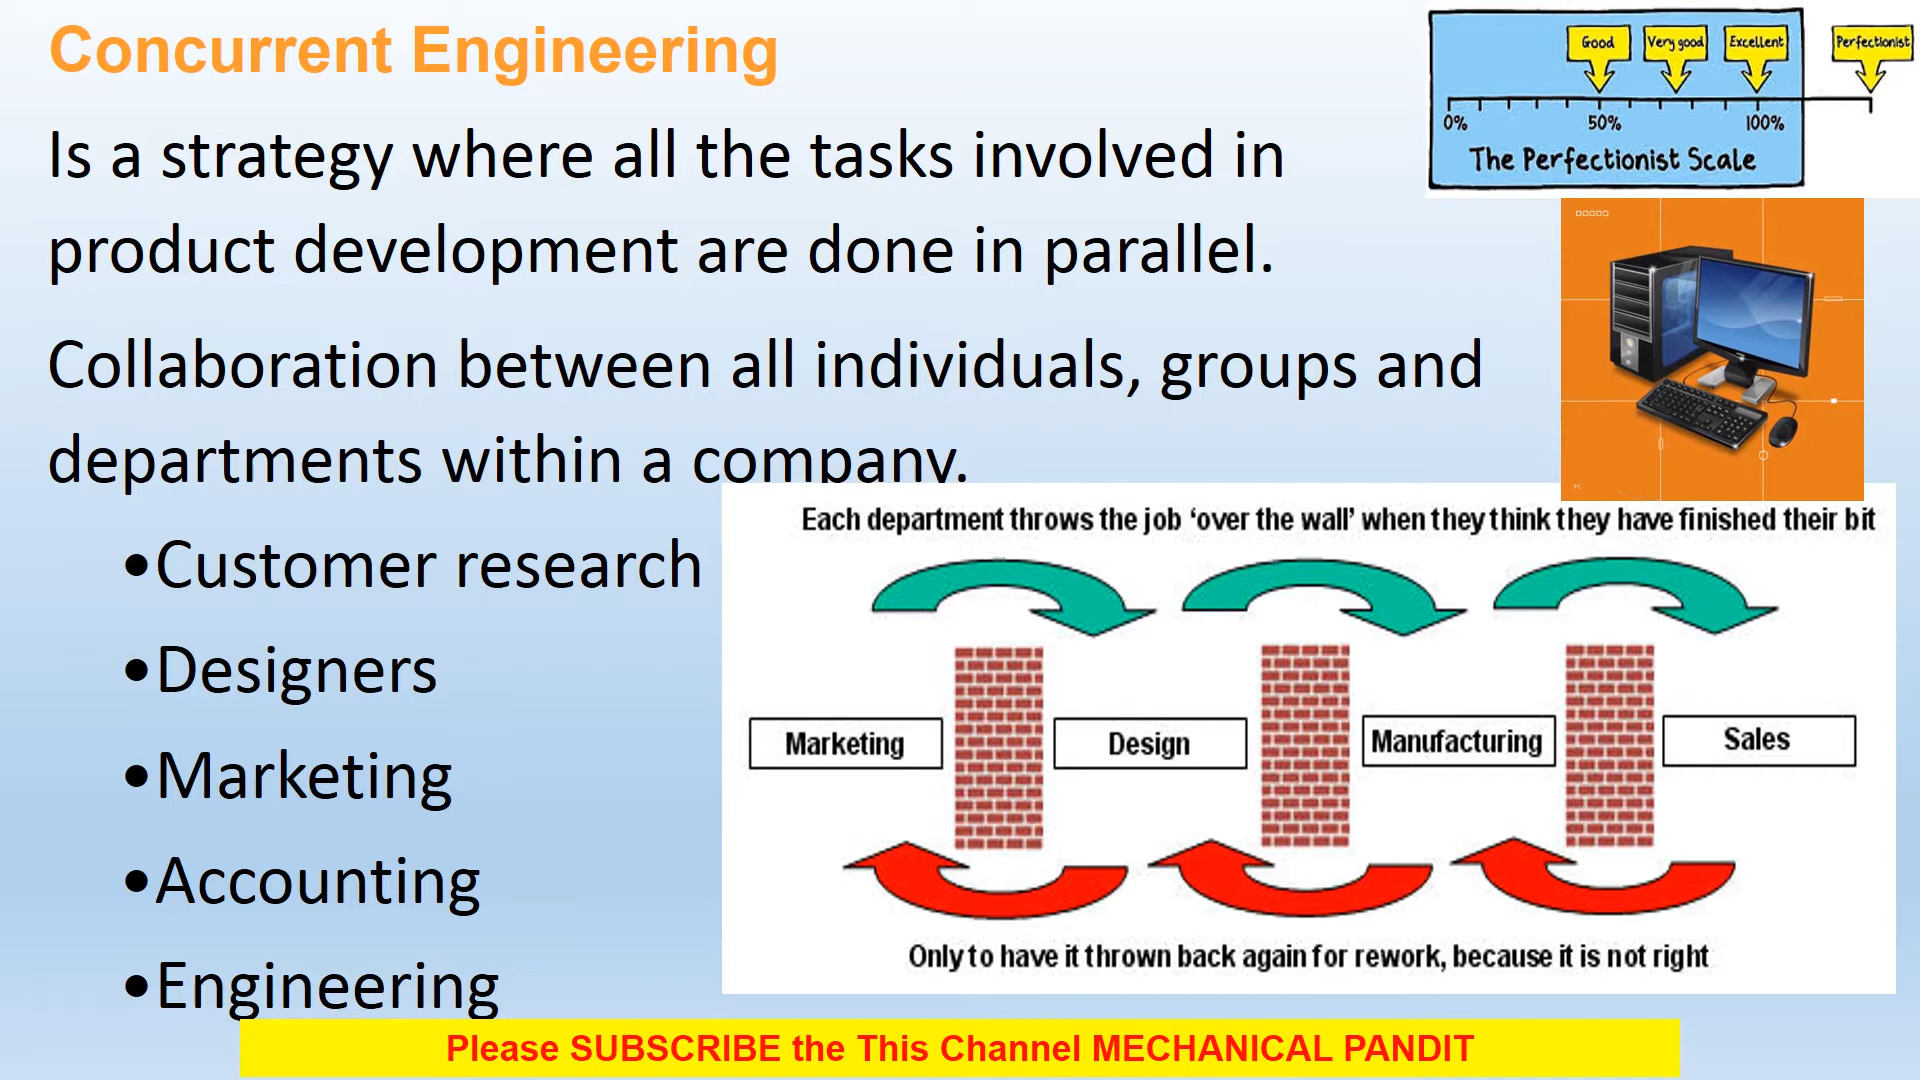 Concurrent Engineering
Is a strategy where all the tasks involved in
product development are done in parallel.
Collaboration between all individuals, groups and
departments within a company.
•Customer research
•Designers
•Marketing
•Accounting
•Engineering
Good
Very good
Excellent
Perfectionist
0%
50%
100%
The Perfectionist Scale
Each department throws the job ‘over the wall’ when they think they have finished their bit
Marketing
Design
Manufacturing
Sales
Only to have it thrown back again for rework, because it is not right
Please SUBSCRIBE the This Channel MECHANICAL PANDIT